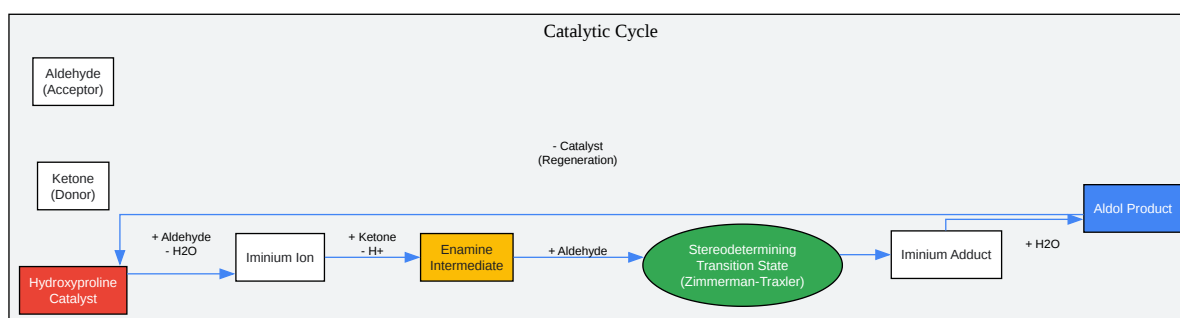 Catalytic Cycle
Aldehyde
(Acceptor)
- Catalyst
(Regeneration)
Ketone
(Donor)
Aldol Product
+ Aldehyde
- H2O
+ Ketone
- H+
Hydroxyproline
Catalyst
Iminium Ion
Enamine
Intermediate
+ Aldehyde
Stereodetermining
Transition State
(Zimmerman-Traxler)
Iminium Adduct
+ H2O